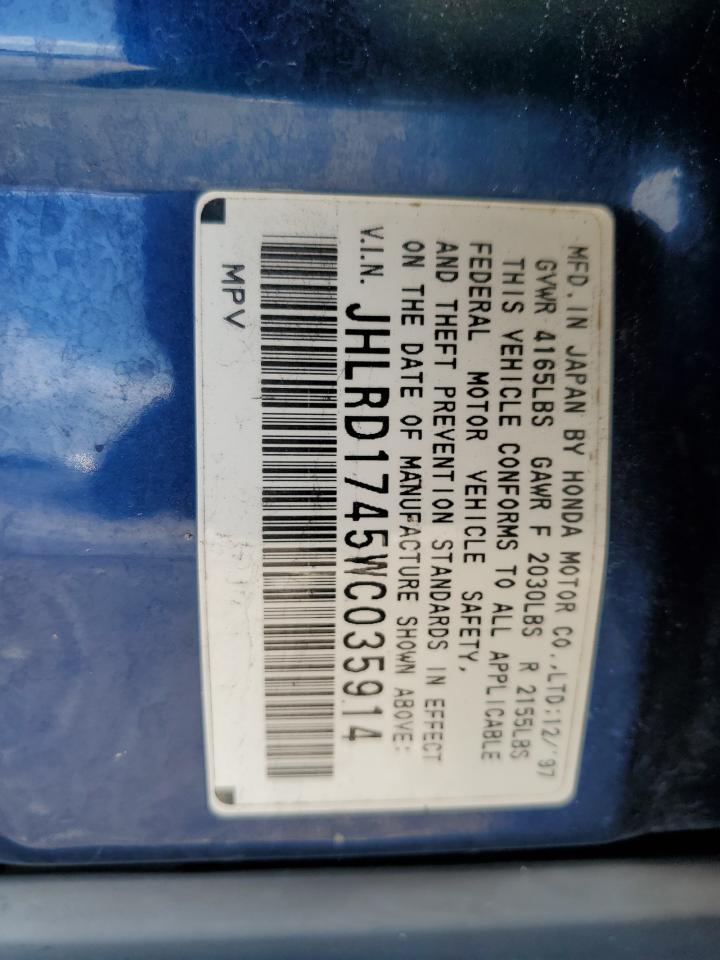 MFD. IN JAPAN BY HONDA MOTOR CO.,LTD:12/'97
GVWR 4165LBS GAWR F 2030LBS R 2155LBS
THIS VEHICLE CONFORMS TO ALL APPLICABLE
FEDERAL MOTOR VEHICLE SAFETY,
AND THEFT PREVENTION STANDARDS IN EFFECT
ON THE DATE OF MANUFACTURE SHOWN ABOVE:
V.I.N. JHLRD1745WC035914
MPV